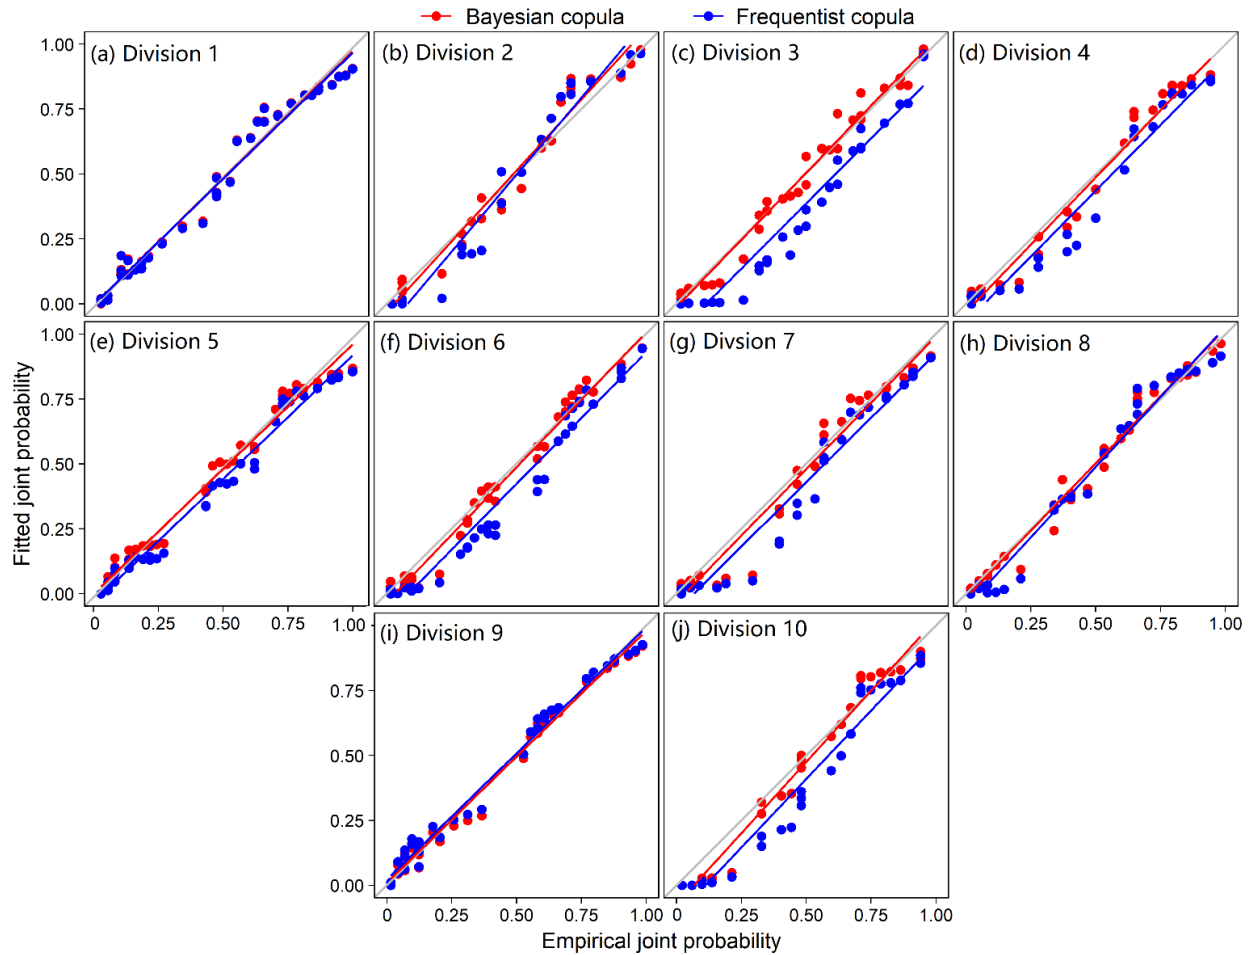 Bayesian copula Frequentist copula
(a) Division 1 (b) Division 2 (c) Division 3 (d) Division 4
1.00
0.75
0.50
0.25
0.00
(e) Division 5 (f) Division 6 (g) Division 7 (h) Division 8
1.00
0.75
0.50
0.25
0.00
0 0.25 0.50 0.75 0 0.25 0.50 0.75 1.00
(i) Division 9 (j) Division 10
1.00
0.75
0.50
0.25
0.00
0 0.25 0.50 0.75 1.00 0 0.25 0.50 0.75 1.00
Fitted joint probability
Empirical joint probability